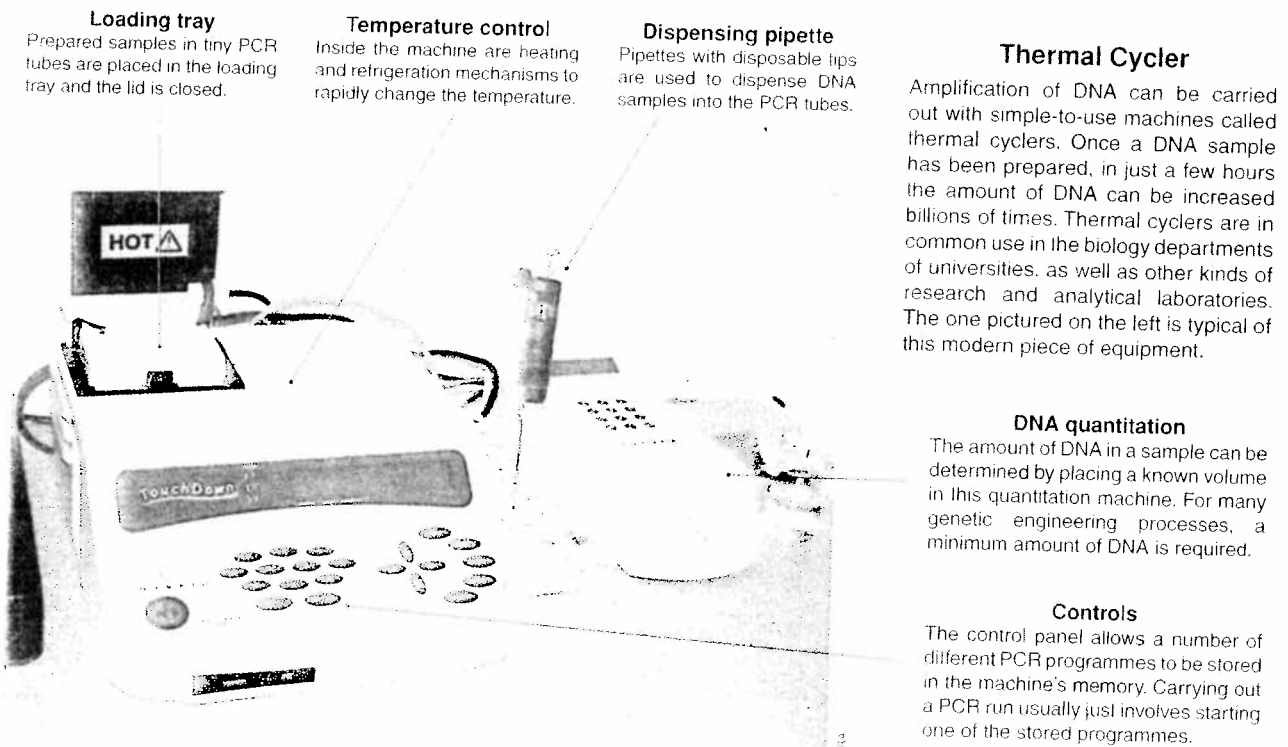 Loading tray
Prepared samples in tiny PCR
tubes are placed in the loading
tray and the lid is closed.
Temperature control
Inside the machine are heating
and refrigeration mechanisms to
rapidly change the temperature.
Dispensing pipette
Pipettes with disposable tips
are used to dispense DNA
samples into the PCR tubes.
Thermal Cycler
Amplification of DNA can be carried
out with simple-to-use machines called
thermal cyclers. Once a DNA sample
has been prepared, in just a few hours
the amount of DNA can be increased
billions of times. Thermal cyclers are in
common use in the biology departments
of universities, as well as other kinds of
research and analytical laboratories.
The one pictured on the left is typical of
this modern piece of equipment.
HOT
TouchDown
DNA quantitation
The amount of DNA in a sample can be
determined by placing a known volume
in this quantitation machine. For many
genetic engineering processes, a
minimum amount of DNA is required.
Controls
The control panel allows a number of
different PCR programmes to be stored
in the machine's memory. Carrying out
a PCR run usually just involves starting
one of the stored programmes.